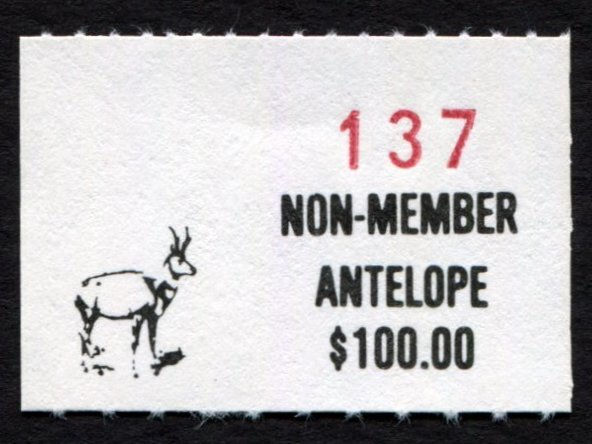 137
NON-MEMBER
ANTELOPE
$100.00